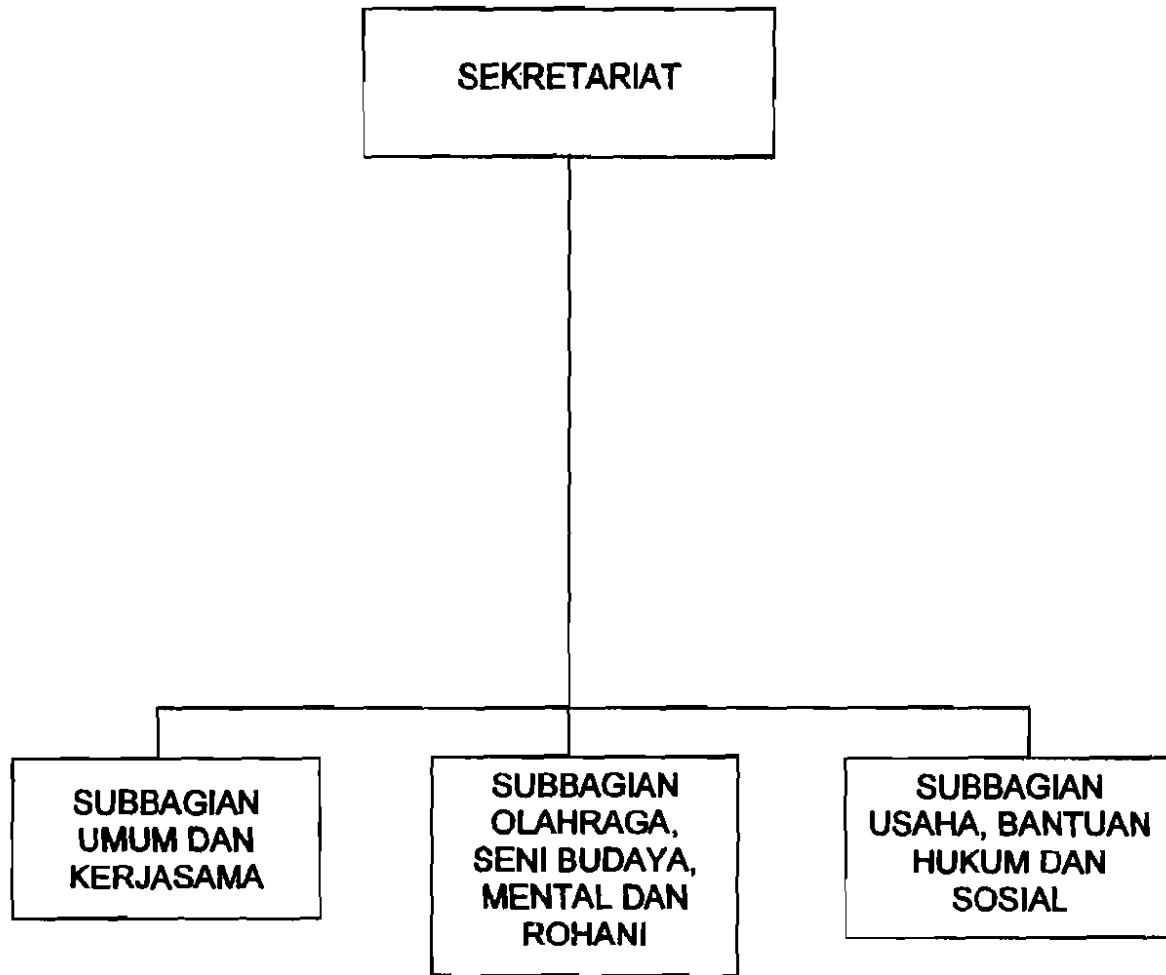 SEKRETARIAT
SUBBAGIAN
UMUM DAN
KERJASAMA
SUBBAGIAN
OLAHRAGA,
SENI BUDAYA,
MENTAL DAN
ROHANI
SUBBAGIAN
USAHA, BANTUAN
HUKUM DAN
SOSIAL